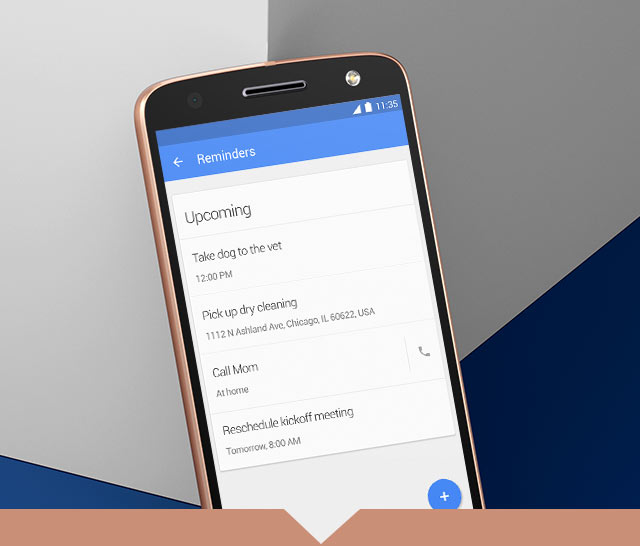 11:35
Reminders
Upcoming
Take dog to the vet
12:00 PM
Pick up dry cleaning
1112 N Ashland Ave, Chicago, IL 60622, USA
Call Mom
At home
Reschedule kickoff meeting
Tomorrow, 8:00 AM